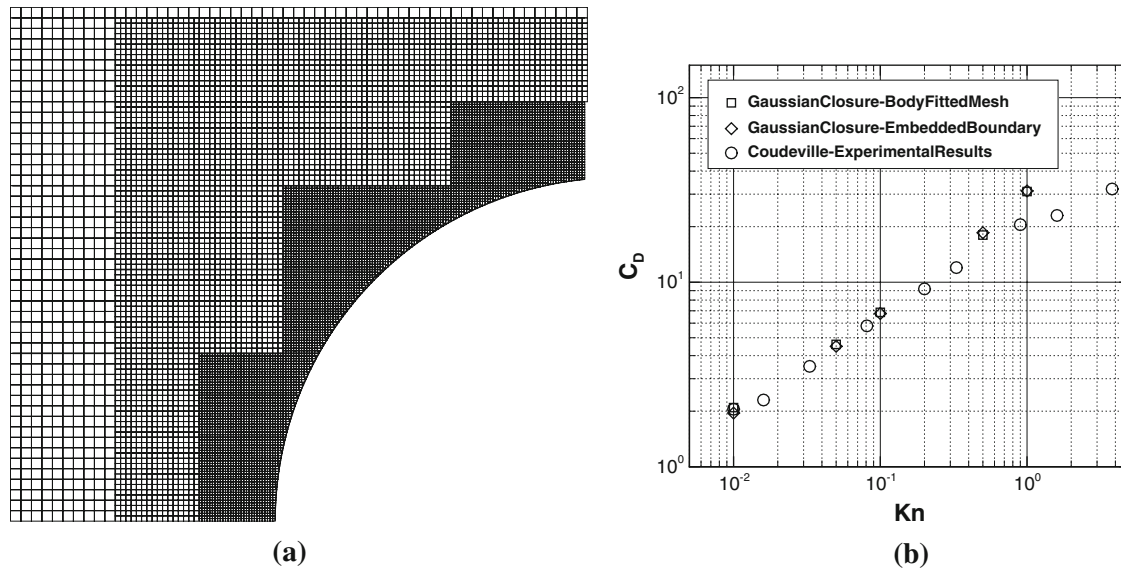 (a)
10²
10¹
10⁰
C_D
GaussianClosure-BodyFittedMesh
GaussianClosure-EmbeddedBoundary
Coudeville-ExperimentalResults
10⁻² 10⁻¹ 10⁰
Kn
(b)